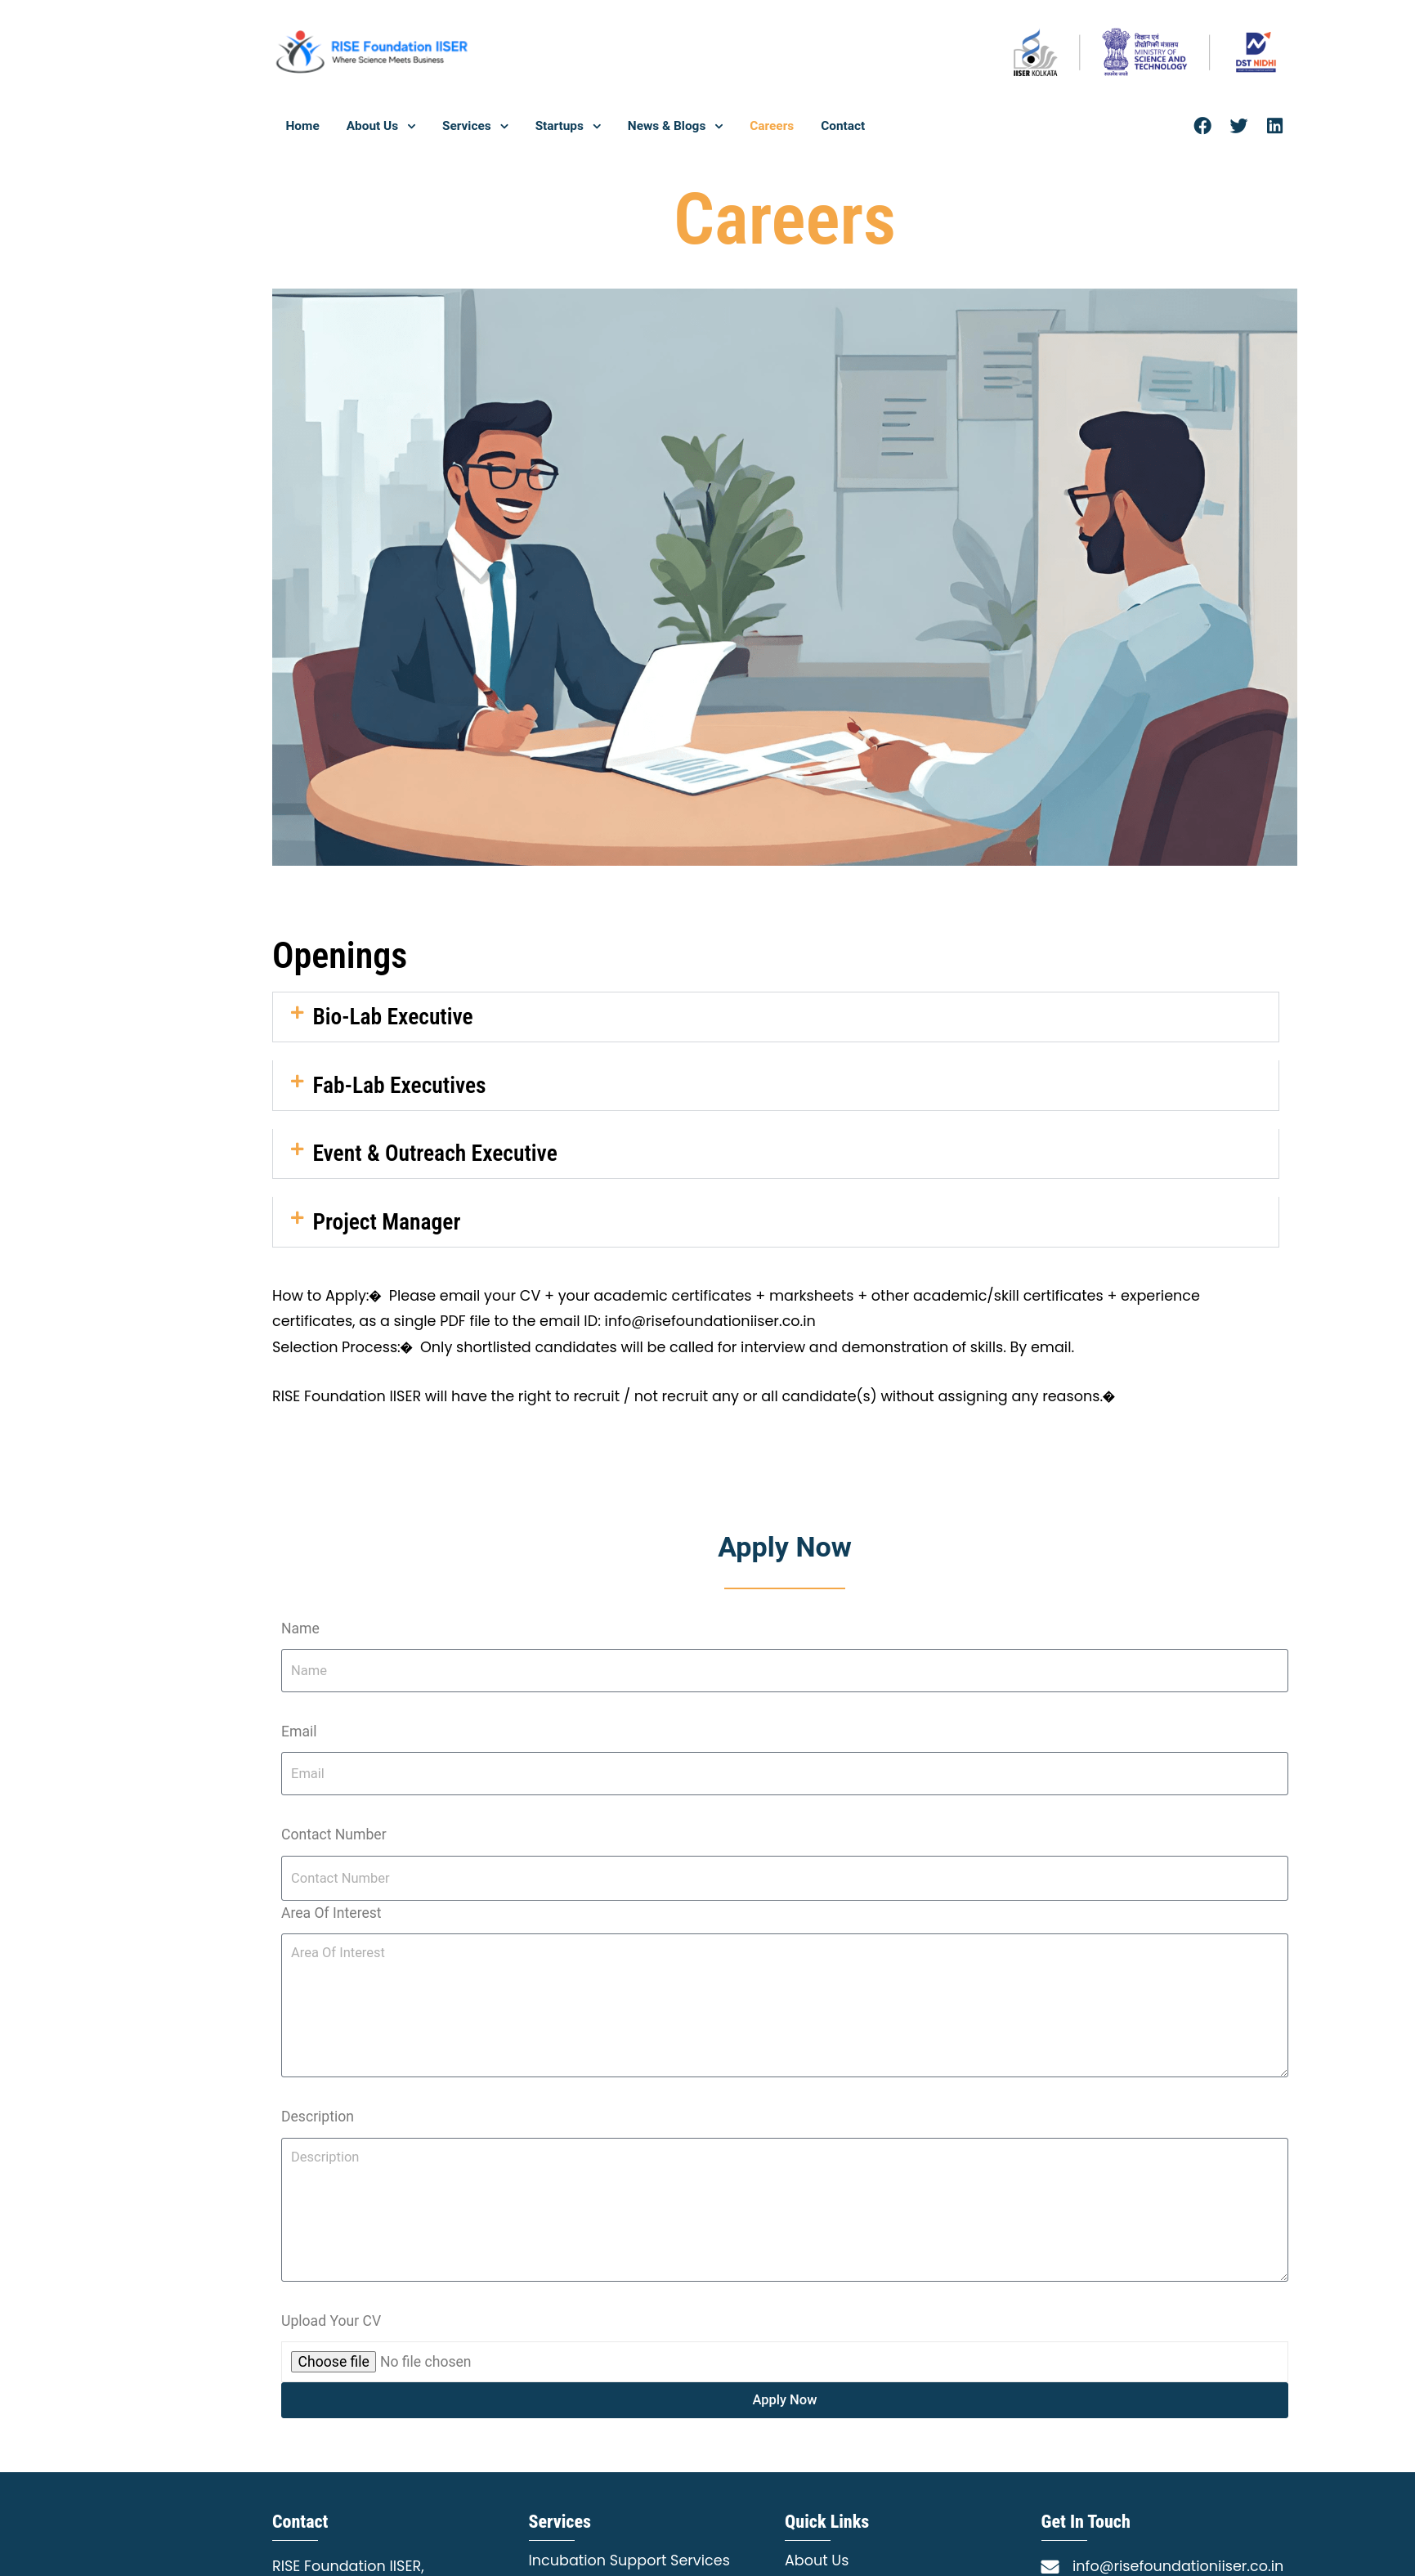 RISE Foundation IISER
Where Science Meets Business
IISER KOLKATA
विज्ञान एवं
प्रौद्योगिकी मंत्रालय
MINISTRY OF
SCIENCE AND
TECHNOLOGY
सत्यमेव जयते
DST NIDHI
Home About Us Services Startups News & Blogs Careers Contact
Careers
Openings
Bio-Lab Executive
Fab-Lab Executives
Event & Outreach Executive
Project Manager
How to Apply:� Please email your CV + your academic certificates + marksheets + other academic/skill certificates + experience
certificates, as a single PDF file to the email ID: info@risefoundationiiser.co.in
Selection Process:� Only shortlisted candidates will be called for interview and demonstration of skills. By email.
RISE Foundation IISER will have the right to recruit / not recruit any or all candidate(s) without assigning any reasons.�
Apply Now
Name
Name
Email
Email
Contact Number
Contact Number
Area Of Interest
Area Of Interest
Description
Description
Upload Your CV
Choose file No file chosen
Apply Now
Contact
RISE Foundation IISER,
Services
Incubation Support Services
Quick Links
About Us
Get In Touch
info@risefoundationiiser.co.in